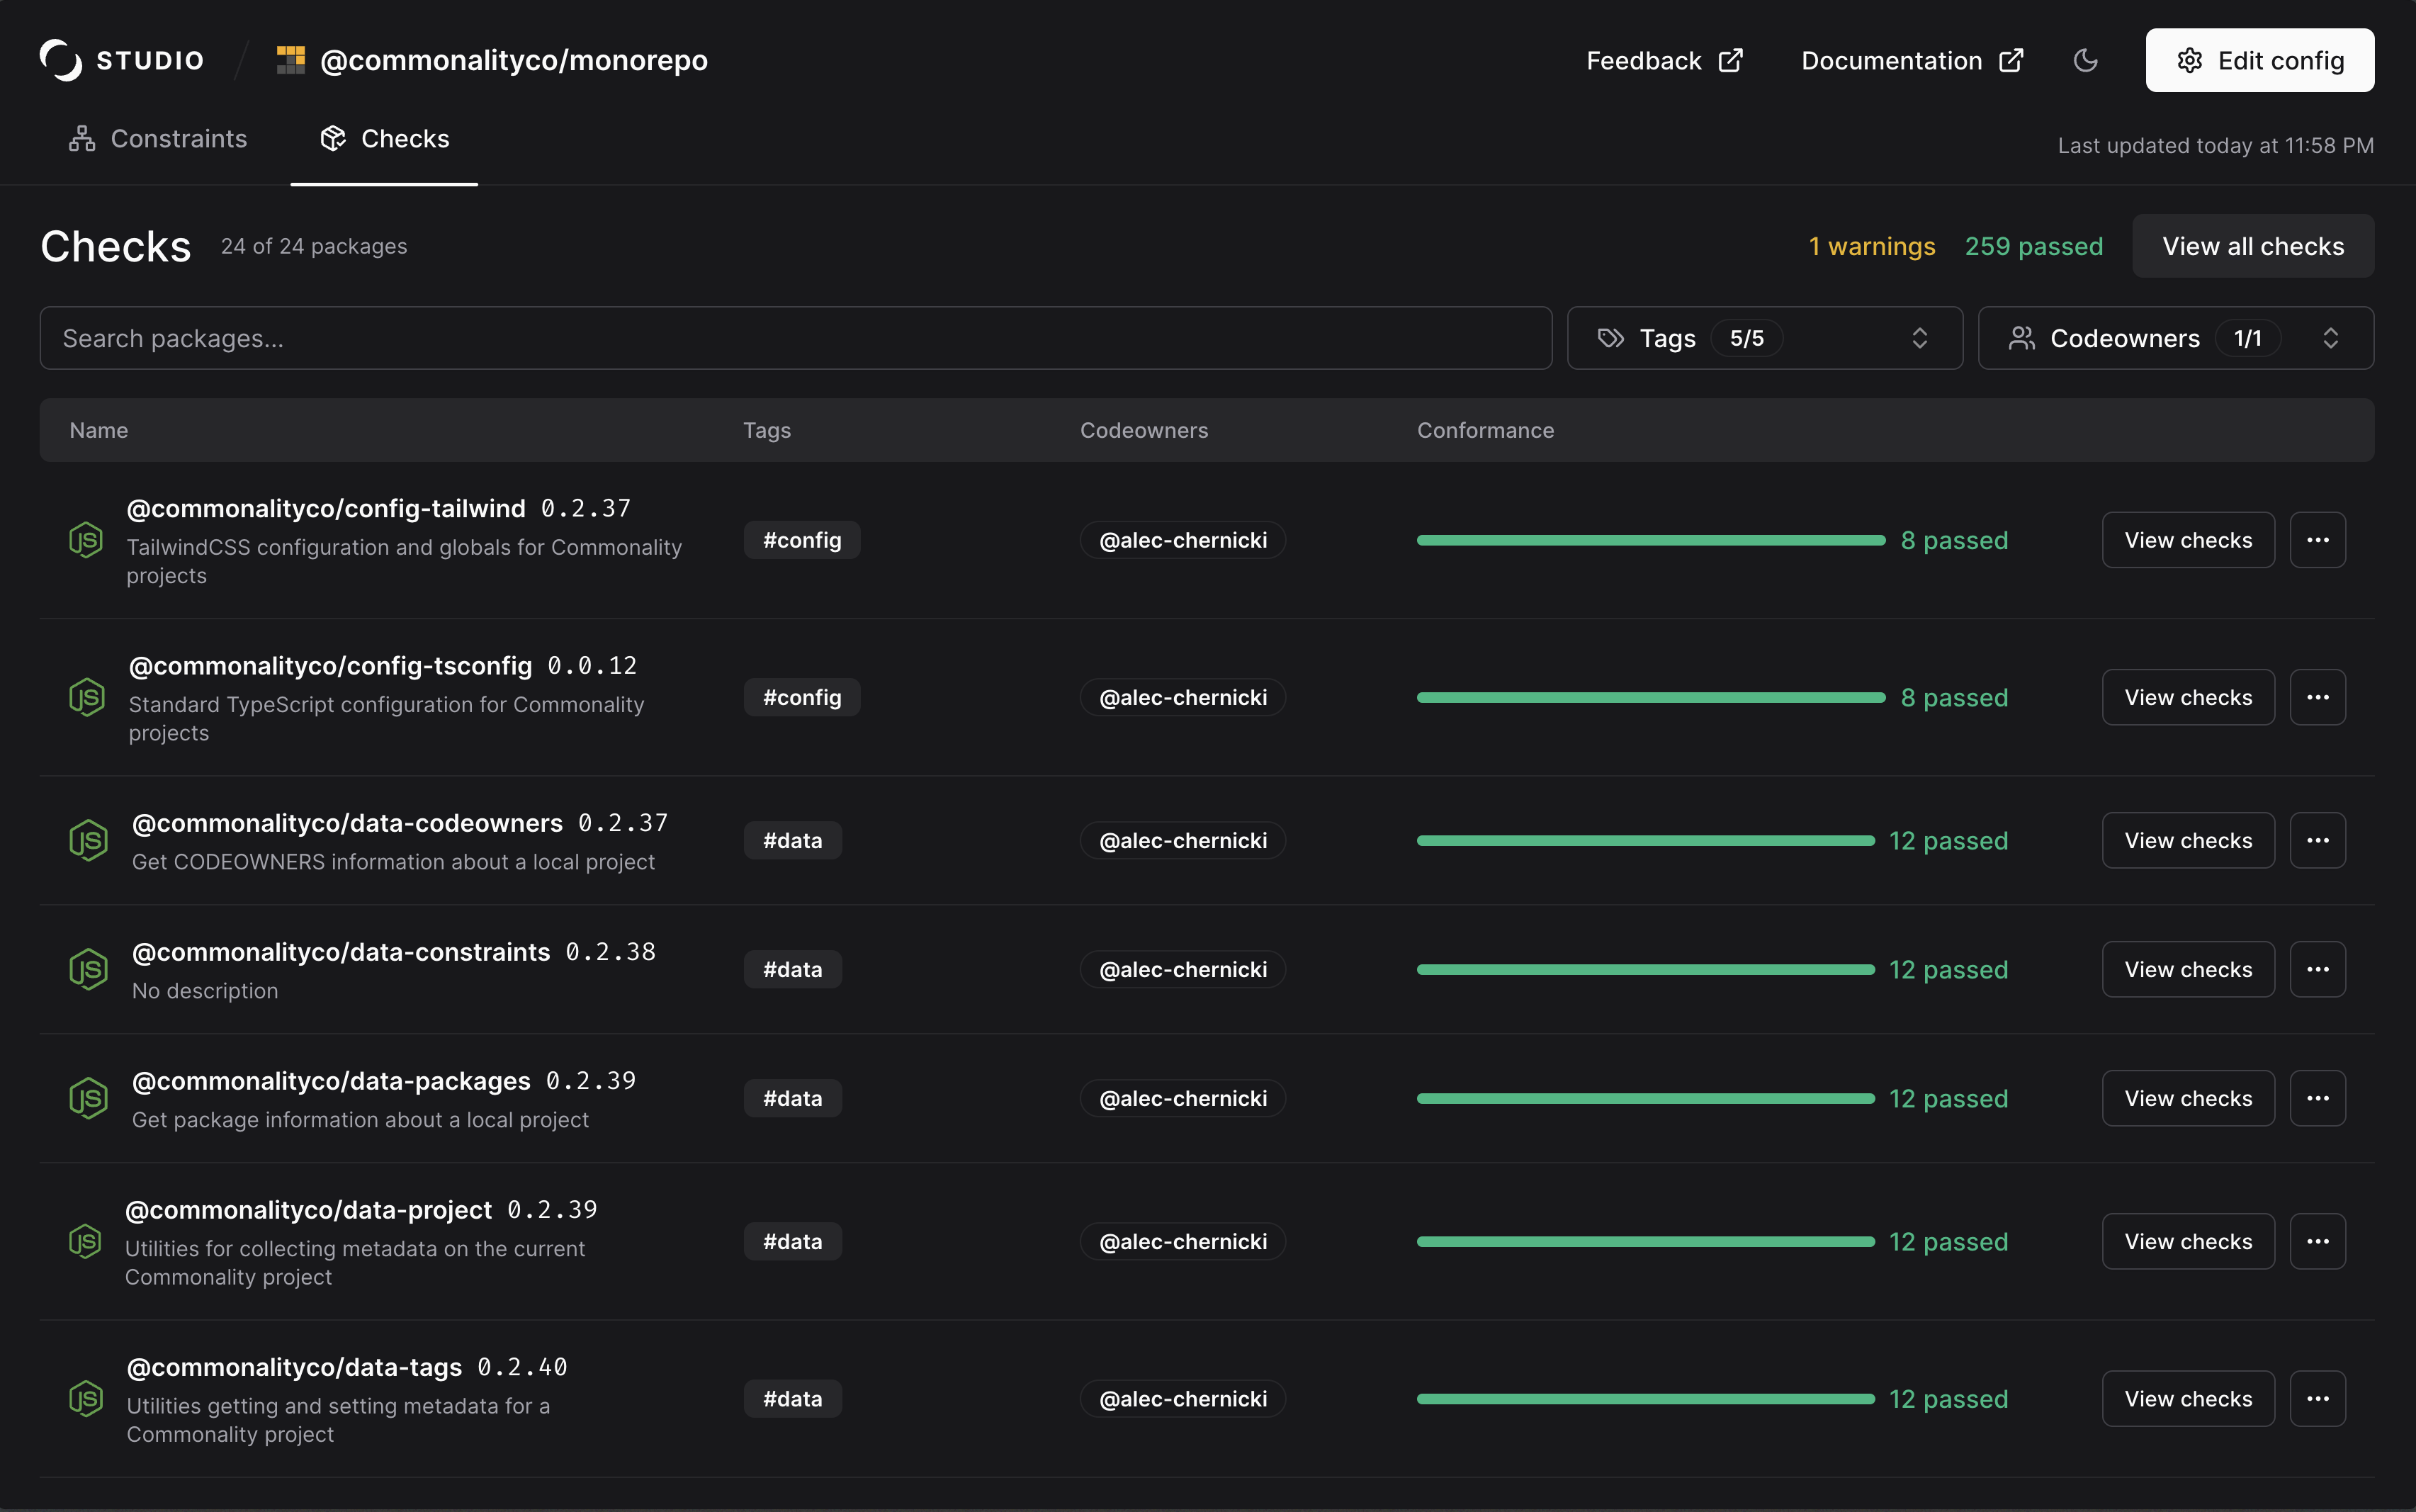 STUDIO / @commonalityco/monorepo Feedback Documentation Edit config
Constraints Checks Last updated today at 11:58 PM
Checks 24 of 24 packages 1 warnings 259 passed View all checks
Search packages... Tags 5/5 Codeowners 1/1
Name Tags Codeowners Conformance
@commonalityco/config-tailwind 0.2.37
TailwindCSS configuration and globals for Commonality
projects
#config @alec-chernicki 8 passed View checks ...
@commonalityco/config-tsconfig 0.0.12
Standard TypeScript configuration for Commonality
projects
#config @alec-chernicki 8 passed View checks ...
@commonalityco/data-codeowners 0.2.37
Get CODEOWNERS information about a local project
#data @alec-chernicki 12 passed View checks ...
@commonalityco/data-constraints 0.2.38
No description
#data @alec-chernicki 12 passed View checks ...
@commonalityco/data-packages 0.2.39
Get package information about a local project
#data @alec-chernicki 12 passed View checks ...
@commonalityco/data-project 0.2.39
Utilities for collecting metadata on the current
Commonality project
#data @alec-chernicki 12 passed View checks ...
@commonalityco/data-tags 0.2.40
Utilities getting and setting metadata for a
Commonality project
#data @alec-chernicki 12 passed View checks ...